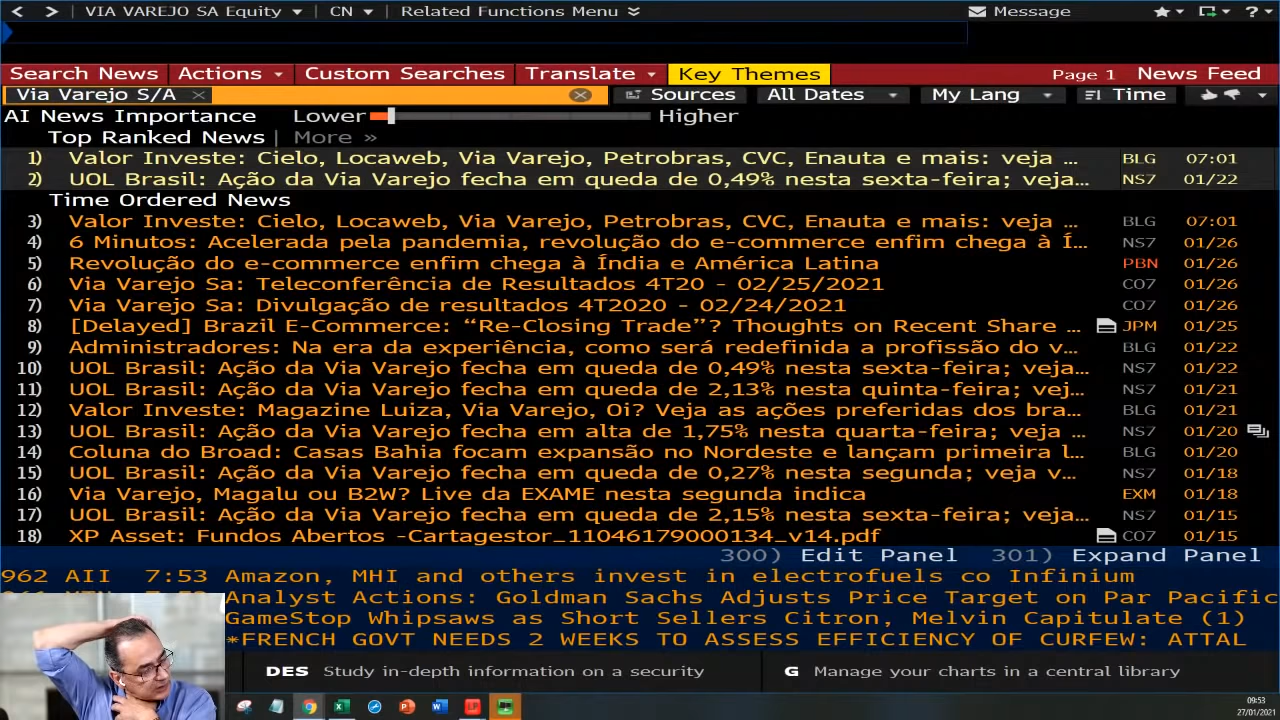 VIA VAREJO SA Equity CN Related Functions Menu Message
Search News Actions Custom Searches Translate Key Themes Page 1 News Feed
Via Varejo S/A Sources All Dates My Lang Time
AI News Importance Lower Higher
Top Ranked News | More »
1) Valor Investe: Cielo, Locaweb, Via Varejo, Petrobras, CVC, Enauta e mais: veja … BLG 07:01
2) UOL Brasil: Ação da Via Varejo fecha em queda de 0,49% nesta sexta-feira; veja… NS7 01/22
Time Ordered News
3) Valor Investe: Cielo, Locaweb, Via Varejo, Petrobras, CVC, Enauta e mais: veja … BLG 07:01
4) 6 Minutos: Acelerada pela pandemia, revolução do e-commerce enfim chega à Í… NS7 01/26
5) Revolução do e-commerce enfim chega à Índia e América Latina PBN 01/26
6) Via Varejo Sa: Teleconferência de Resultados 4T20 - 02/25/2021 CO7 01/26
7) Via Varejo Sa: Divulgação de resultados 4T2020 - 02/24/2021 CO7 01/26
8) [Delayed] Brazil E-Commerce: “Re-Closing Trade”? Thoughts on Recent Share … JPM 01/25
9) Administradores: Na era da experiência, como será redefinida a profissão do v… BLG 01/22
10) UOL Brasil: Ação da Via Varejo fecha em queda de 0,49% nesta sexta-feira; veja… NS7 01/22
11) UOL Brasil: Ação da Via Varejo fecha em queda de 2,13% nesta quinta-feira; vej… NS7 01/21
12) Valor Investe: Magazine Luiza, Via Varejo, Oi? Veja as ações preferidas dos bra… BLG 01/21
13) UOL Brasil: Ação da Via Varejo fecha em alta de 1,75% nesta quarta-feira; veja … NS7 01/20
14) Coluna do Broad: Casas Bahia focam expansão no Nordeste e lançam primeira l… BLG 01/20
15) UOL Brasil: Ação da Via Varejo fecha em queda de 0,27% nesta segunda; veja v… NS7 01/18
16) Via Varejo, Magalu ou B2W? Live da EXAME nesta segunda indica EXM 01/18
17) UOL Brasil: Ação da Via Varejo fecha em queda de 2,15% nesta sexta-feira; veja… NS7 01/15
18) XP Asset: Fundos Abertos -Cartagestor_11046179000134_v14.pdf CO7 01/15
300) Edit Panel 301) Expand Panel
962 AII 7:53 Amazon, MHI and others invest in electrofuels co Infinium
Analyst Actions: Goldman Sachs Adjusts Price Target on Par Pacific
GameStop Whipsaws as Short Sellers Citron, Melvin Capitulate (1)
*FRENCH GOVT NEEDS 2 WEEKS TO ASSESS EFFICIENCY OF CURFEW: ATTAL
DES Study in-depth information on a security G Manage your charts in a central library
09:53
27/01/2021